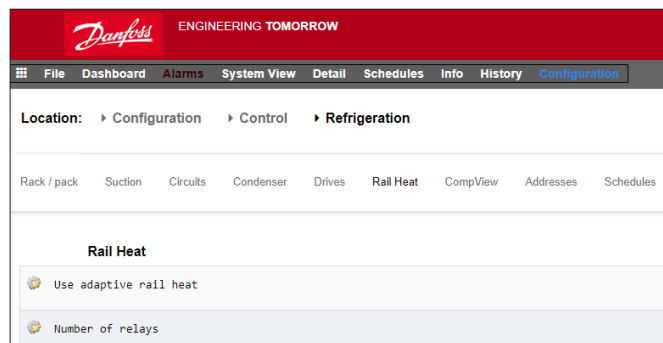 Danfoss ENGINEERING TOMORROW
File Dashboard Alarms System View Detail Schedules Info History Configuration
Location: Configuration Control Refrigeration
Rack / pack Suction Circuits Condenser Drives Rail Heat CompView Addresses Schedules
Rail Heat
Use adaptive rail heat
Number of relays